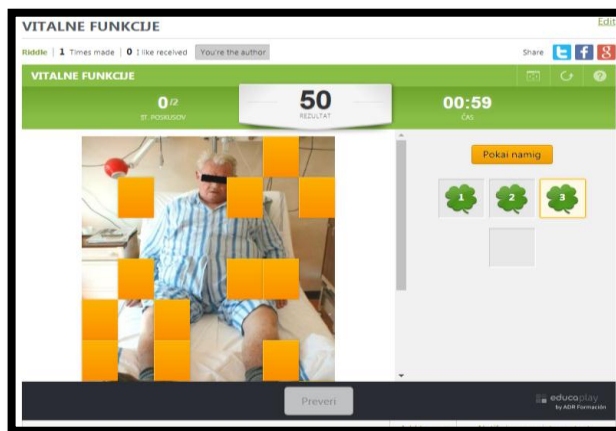 VITALNE FUNKCIJE
Edit
Riddle | 1 Times made | 0 I like received You're the author
Share
VITALNE FUNKCIJE
0/2
ŠT. POSKUSOV
50
REZULTAT
00:59
ČAS
Pokai namig
1 2 3
Preveri
educaplay
by ADR Formación